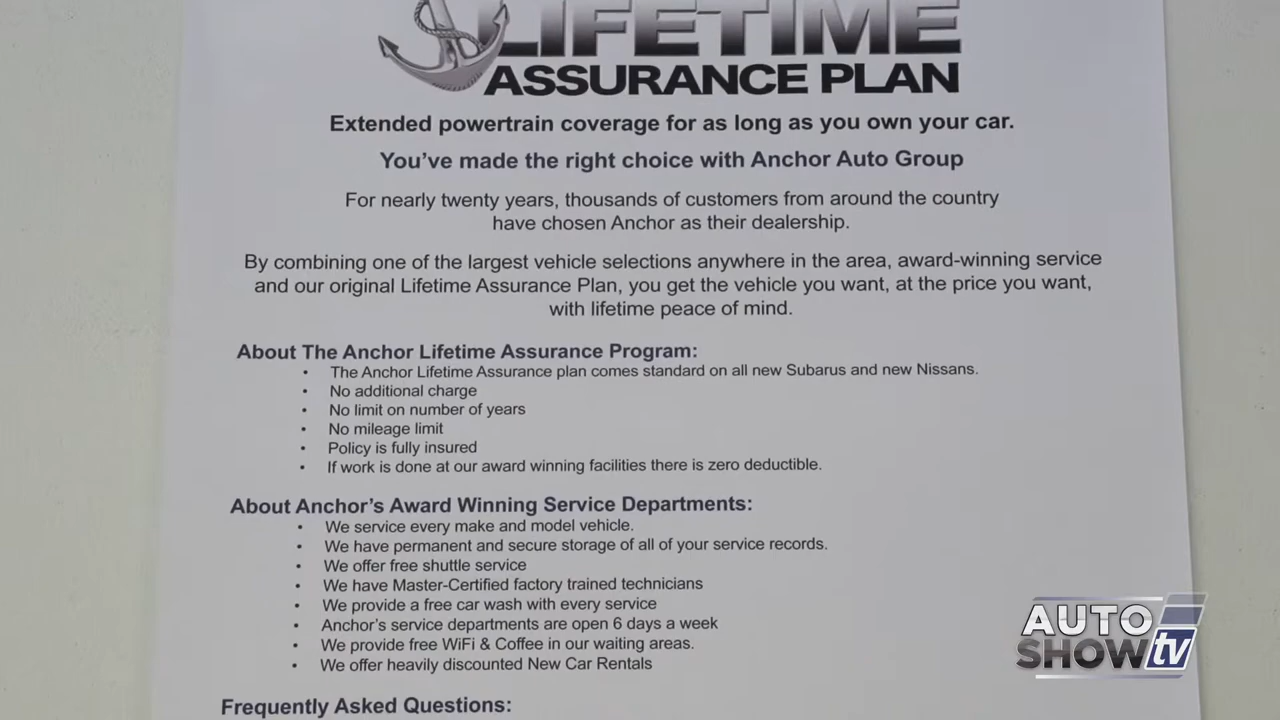 LIFETIME
ASSURANCE PLAN
Extended powertrain coverage for as long as you own your car.
You've made the right choice with Anchor Auto Group
For nearly twenty years, thousands of customers from around the country
have chosen Anchor as their dealership.
By combining one of the largest vehicle selections anywhere in the area, award-winning service
and our original Lifetime Assurance Plan, you get the vehicle you want, at the price you want,
with lifetime peace of mind.
About The Anchor Lifetime Assurance Program:
• The Anchor Lifetime Assurance plan comes standard on all new Subarus and new Nissans.
• No additional charge
• No limit on number of years
• No mileage limit
• Policy is fully insured
• If work is done at our award winning facilities there is zero deductible.
About Anchor's Award Winning Service Departments:
• We service every make and model vehicle.
• We have permanent and secure storage of all of your service records.
• We offer free shuttle service
• We have Master-Certified factory trained technicians
• We provide a free car wash with every service
• Anchor's service departments are open 6 days a week
• We provide free WiFi & Coffee in our waiting areas.
• We offer heavily discounted New Car Rentals
Frequently Asked Questions:
AUTO
SHOW tv